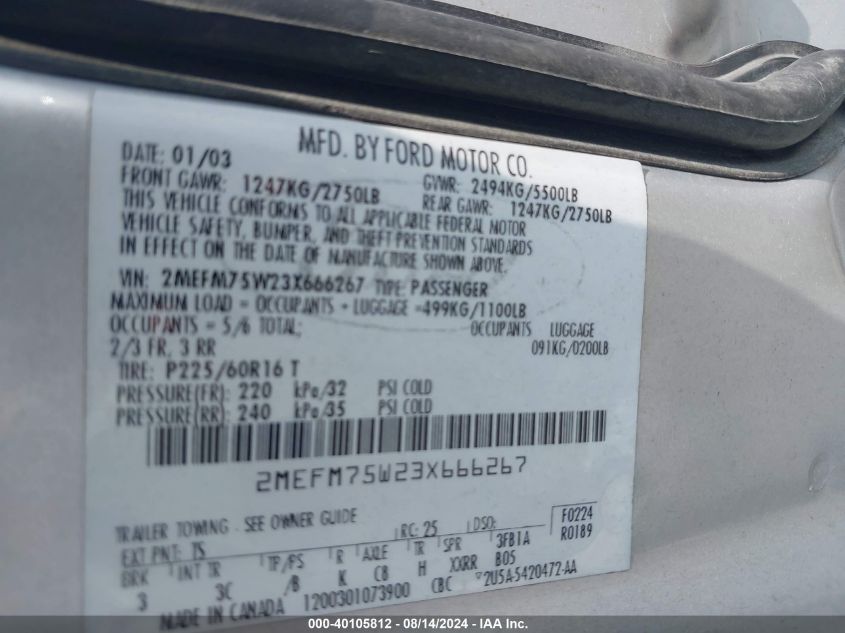 MFD. BY FORD MOTOR CO.
DATE: 01/03 GVWR: 2494KG/5500LB
FRONT GAWR: 1247KG/2750LB REAR GAWR: 1247KG/2750LB
THIS VEHICLE CONFORMS TO ALL APPLICABLE FEDERAL MOTOR
VEHICLE SAFETY, BUMPER, AND THEFT PREVENTION STANDARDS
IN EFFECT ON THE DATE OF MANUFACTURE SHOWN ABOVE.
VIN: 2MEFM75W23X666267 TYPE: PASSENGER
MAXIMUM LOAD = OCCUPANTS + LUGGAGE =499KG/1100LB
OCCUPANTS = 5/6 TOTAL; OCCUPANTS LUGGAGE
2/3 FR, 3 RR 091KG/0200LB
TIRE: P225/60R16 T
PRESSURE(FR): 220 kPa/32 PSI COLD
PRESSURE(RR): 240 kPa/35 PSI COLD
2MEFM75W23X666267
TRAILER TOWING - SEE OWNER GUIDE
EXT PNT: TS RC: 25 DSO: F0224
BRK INT TR TP/PS R AXLE TR SPR 3FB1A R0189
3 3C /B K CB H XXRR B05
MADE IN CANADA 1200301073900 CBC 2U5A-5420472-AA
000-40105812 - 08/14/2024 - IAA Inc.